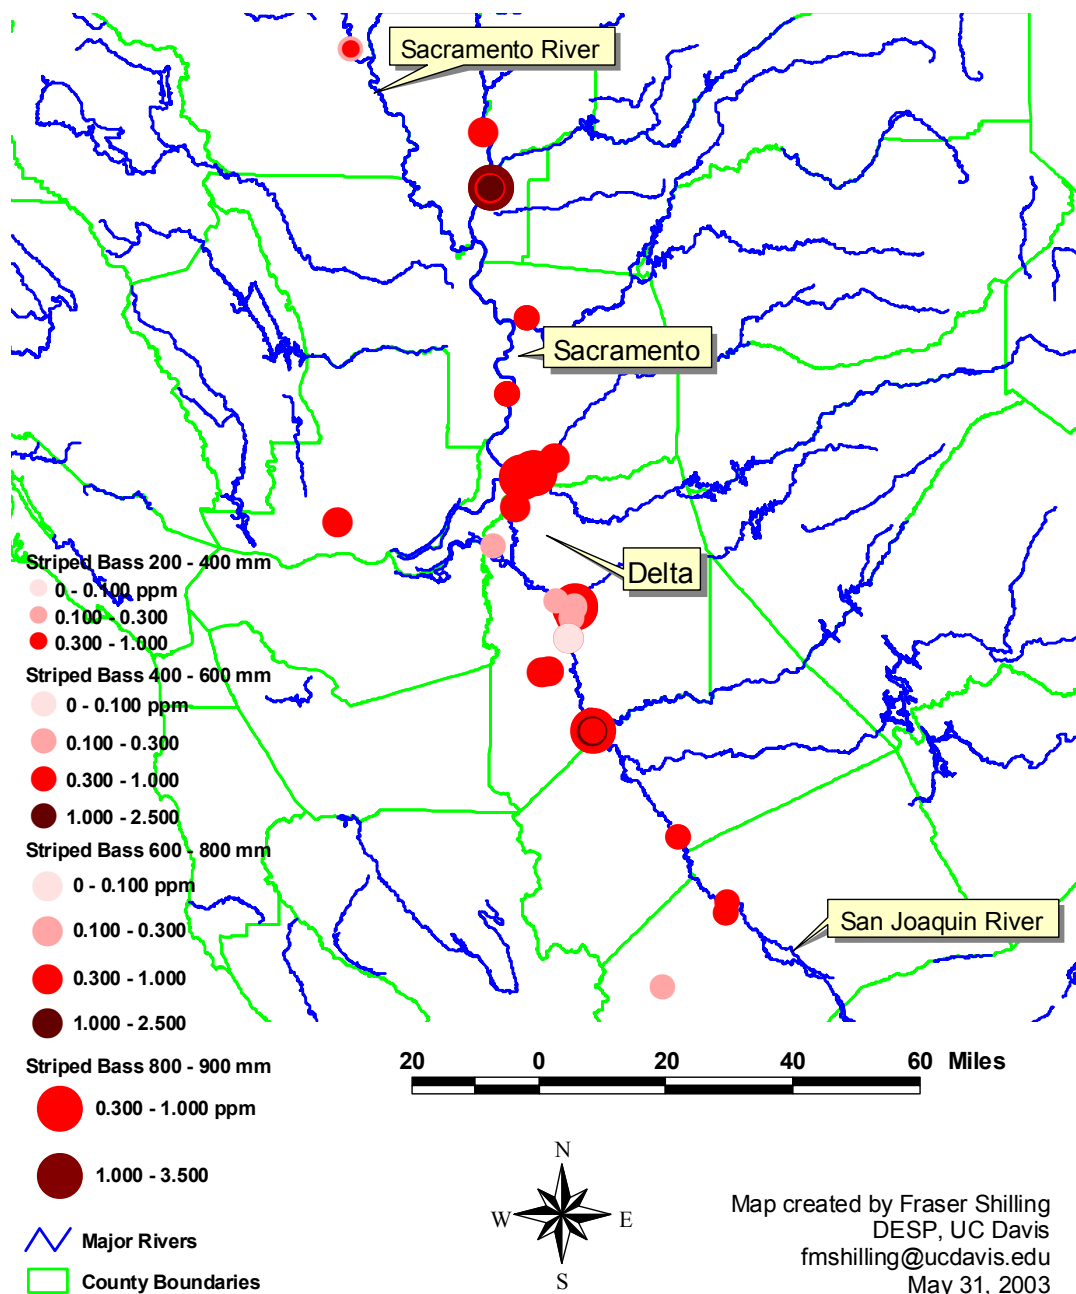 Sacramento River
Sacramento
Delta
Striped Bass 200 - 400 mm
0 - 0.100 ppm
0.100 - 0.300
0.300 - 1.000
Striped Bass 400 - 600 mm
0 - 0.100 ppm
0.100 - 0.300
0.300 - 1.000
1.000 - 2.500
Striped Bass 600 - 800 mm
0 - 0.100 ppm
0.100 - 0.300
0.300 - 1.000
1.000 - 2.500
San Joaquin River
Striped Bass 800 - 900 mm
0.300 - 1.000 ppm
1.000 - 3.500
Major Rivers
County Boundaries
20 0 20 40 60 Miles
N
W E
S
Map created by Fraser Shilling
DESP, UC Davis
fmshilling@ucdavis.edu
May 31, 2003